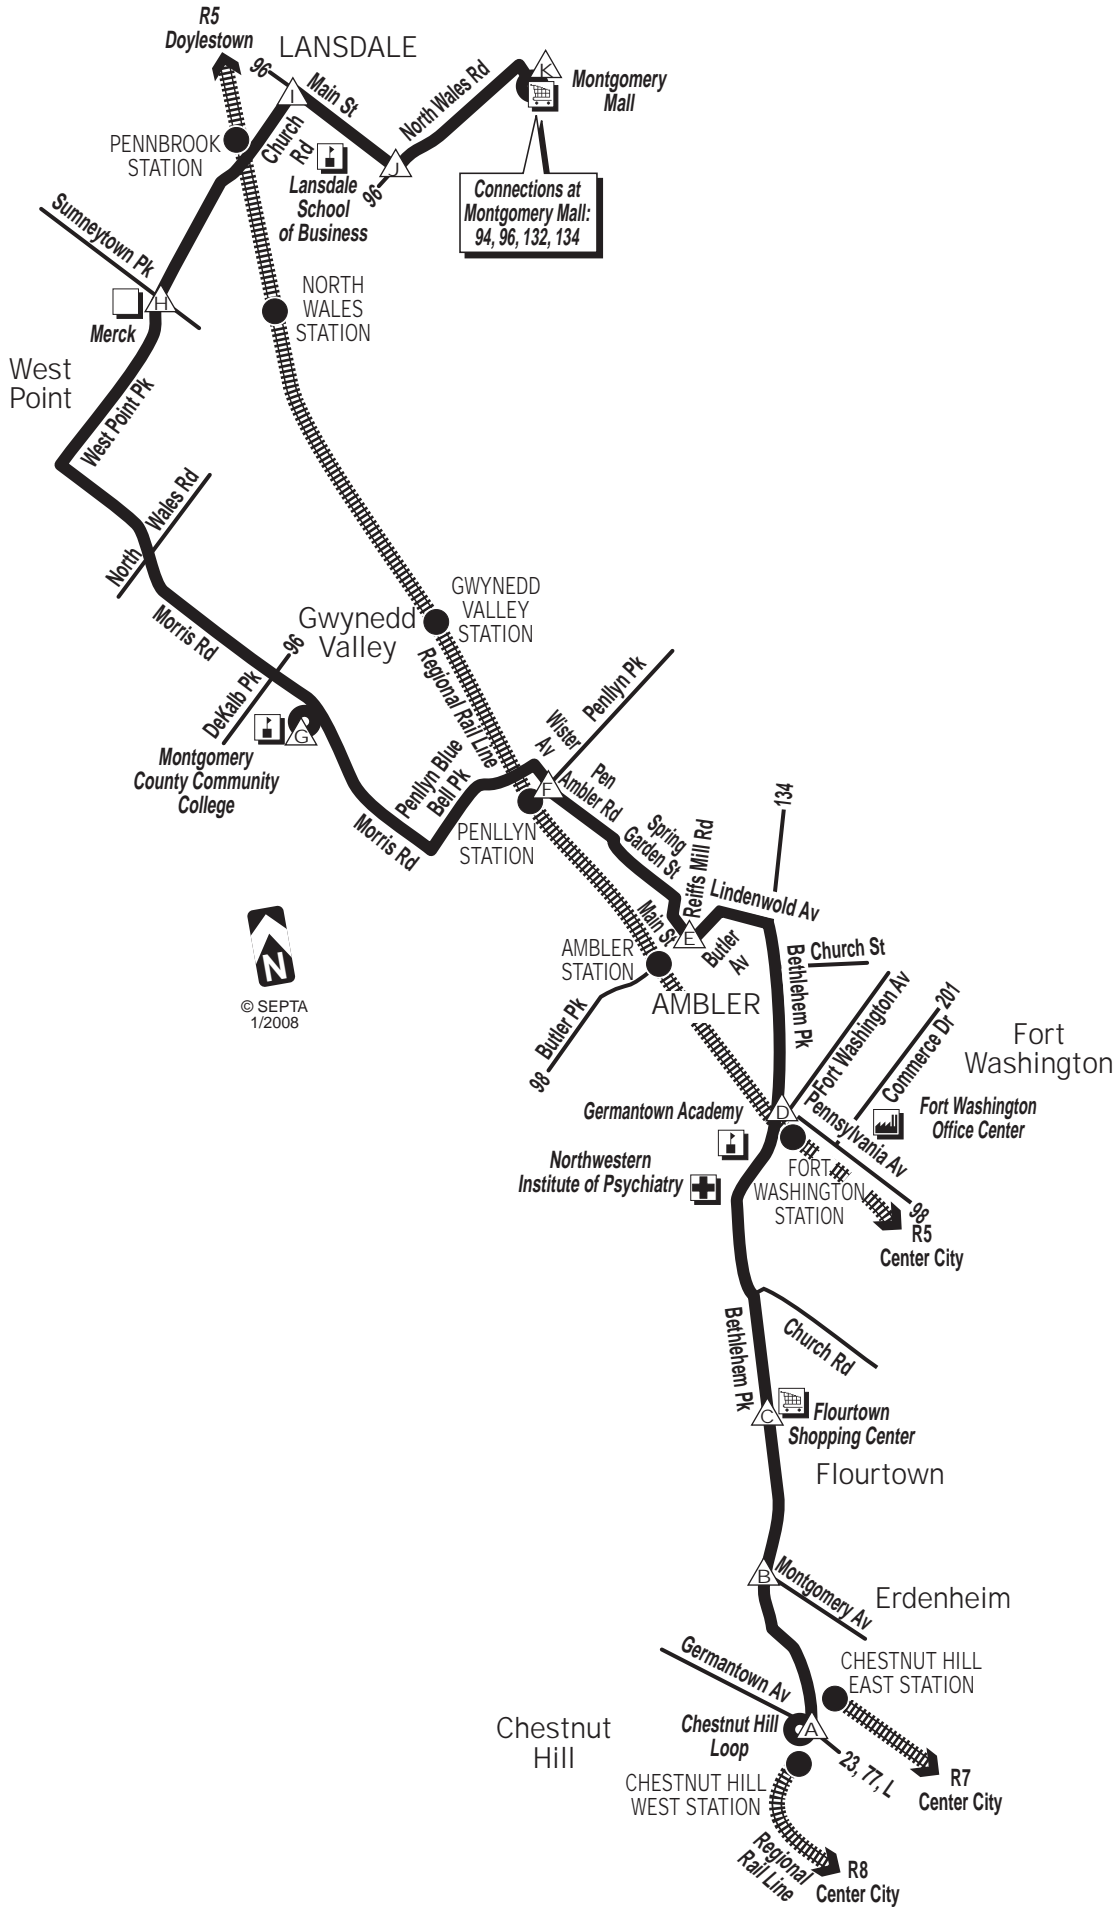 R5
Doylestown
LANSDALE
96
Main St
North Wales Rd
K
Montgomery
Mall
I
PENNBROOK
STATION
Church
Rd
Lansdale
School
of Business
J
96
Connections at
Montgomery Mall:
94, 96, 132, 134
Sumneytown Pk
H
Merck
NORTH
WALES
STATION
West
Point
West Point Pk
North Wales Rd
Morris Rd
GWYNEDD
VALLEY
STATION
Gwynedd
Valley
Regional Rail Line
96
DeKalb Pk
G
Montgomery
County Community
College
Penllyn Blue
Bell Pk
Morris Rd
Wister
Av
Penllyn Pk
F
Pen
Ambler Rd
PENLLYN
STATION
Spring
Garden St
Reiffs Mill Rd
134
Lindenwold Av
Main St
E
Butler
Av
AMBLER
STATION
Bethlehem Pk
Church St
N
© SEPTA
1/2008
AMBLER
Butler Pk
98
Fort Washington Av
201
Commerce Dr
Fort
Washington
D
Pennsylvania Av
Germantown Academy
Fort Washington
Office Center
Northwestern
Institute of Psychiatry
FORT
WASHINGTON
STATION
98
R5
Center City
Bethlehem Pk
Church Rd
C
Flourtown
Shopping Center
Flourtown
B
Montgomery Av
Erdenheim
Germantown Av
CHESTNUT HILL
EAST STATION
Chestnut
Hill
Chestnut Hill
Loop
A
23, 77, L
R7
Center City
CHESTNUT HILL
WEST STATION
Regional
Rail Line
R8
Center City